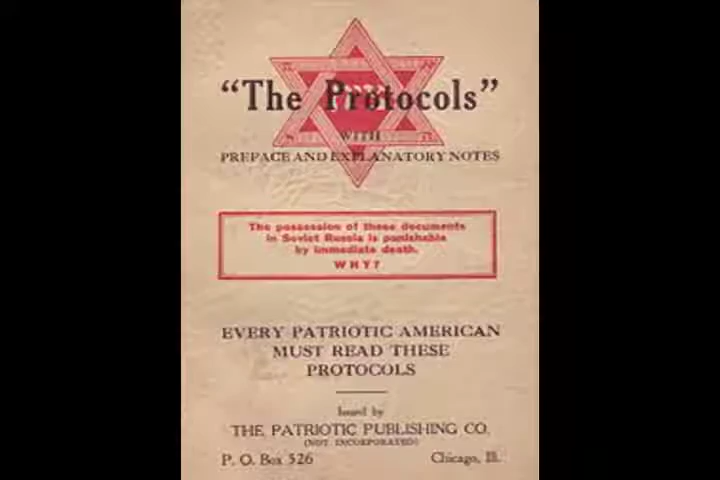 "The Protocols"
WITH
PREFACE AND EXPLANATORY NOTES
The possession of these documents
in Soviet Russia is punishable
by immediate death.
WHY?
EVERY PATRIOTIC AMERICAN
MUST READ THESE
PROTOCOLS
Issued by
THE PATRIOTIC PUBLISHING CO.
(NOT INCORPORATED)
P. O. Box 526
Chicago, Ill.